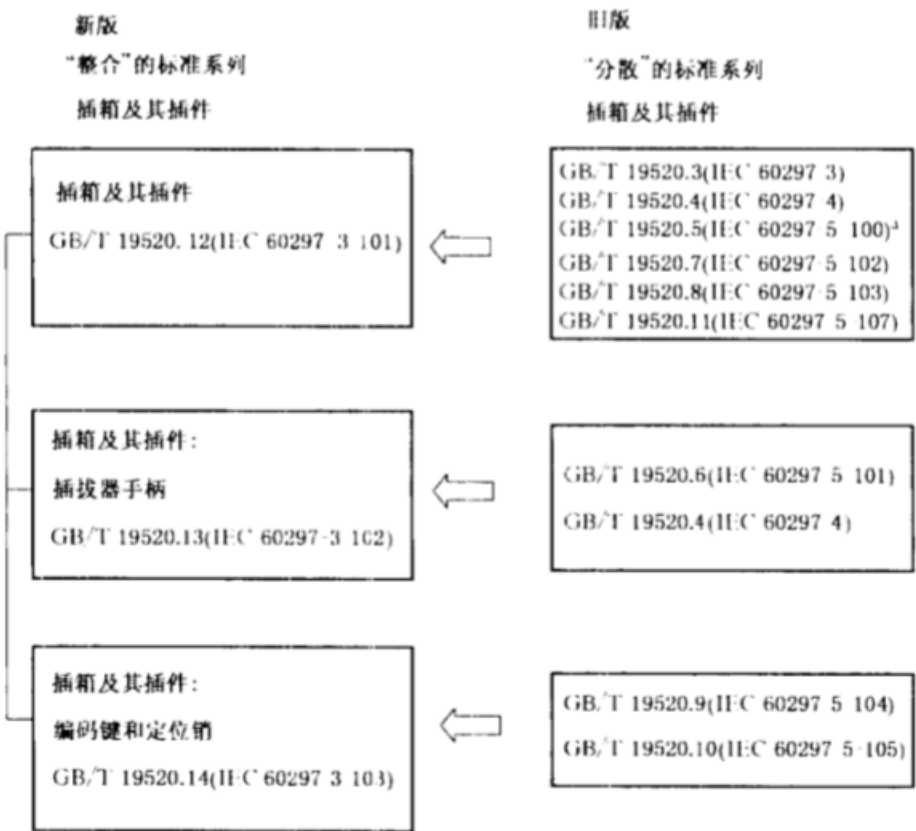 新版
“整合”的标准系列
插箱及其插件
插箱及其插件
GB/T 19520.12(IEC 60297-3-101)
插箱及其插件:
插拔器手柄
GB/T 19520.13(IEC 60297-3-102)
插箱及其插件:
编码键和定位销
GB/T 19520.14(IEC 60297-3-103)
旧版
“分散”的标准系列
插箱及其插件
GB/T 19520.3(IEC 60297-3)
GB/T 19520.4(IEC 60297-4)
GB/T 19520.5(IEC 60297-5-100)
GB/T 19520.7(IEC 60297-5-102)
GB/T 19520.8(IEC 60297-5-103)
GB/T 19520.11(IEC 60297-5-107)
GB/T 19520.6(IEC 60297-5-101)
GB/T 19520.4(IEC 60297-4)
GB/T 19520.9(IEC 60297-5-104)
GB/T 19520.10(IEC 60297-5-105)